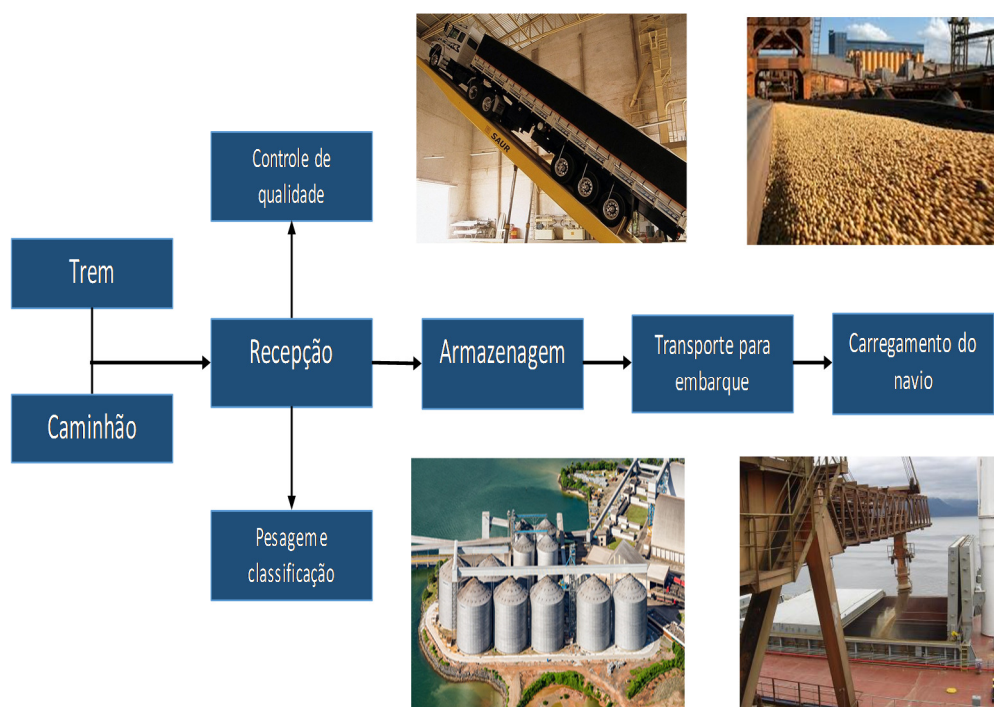 Controle de
qualidade
Trem
Caminhão
Recepção
Pesagem e
classificação
Armazenagem
Transporte para
embarque
Carregamento do
navio
SAUR